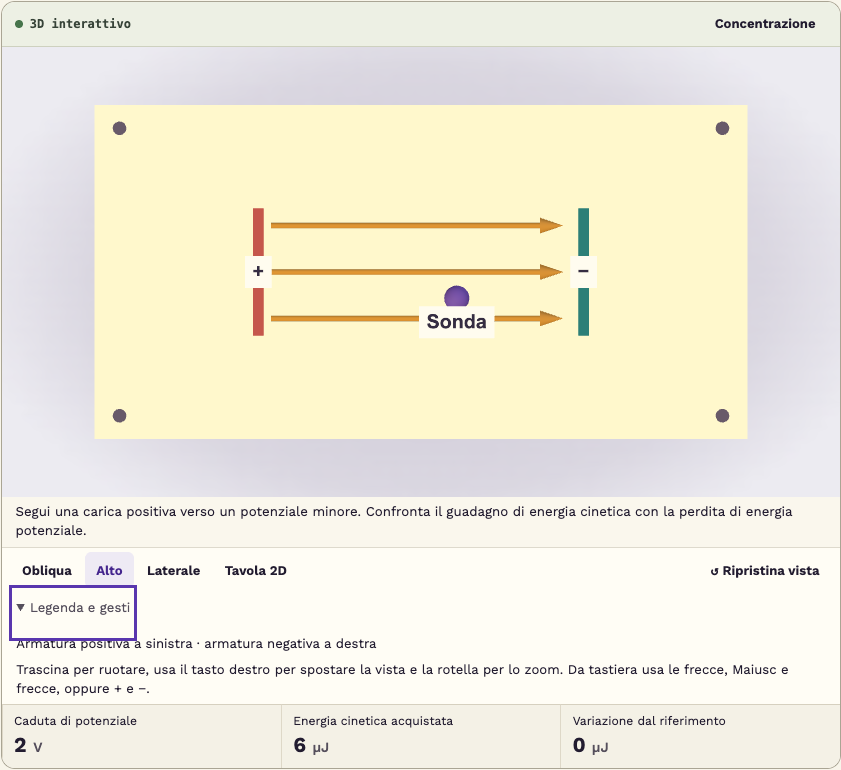 3D interattivo
Concentrazione
+
−
Sonda
Segui una carica positiva verso un potenziale minore. Confronta il guadagno di energia cinetica con la perdita di energia
potenziale.
Obliqua Alto Laterale Tavola 2D ↺ Ripristina vista
▼ Legenda e gesti
Armatura positiva a sinistra · armatura negativa a destra
Trascina per ruotare, usa il tasto destro per spostare la vista e la rotella per lo zoom. Da tastiera usa le frecce, Maiusc e
frecce, oppure + e −.
Caduta di potenziale
2 V
Energia cinetica acquistata
6 μJ
Variazione dal riferimento
0 μJ